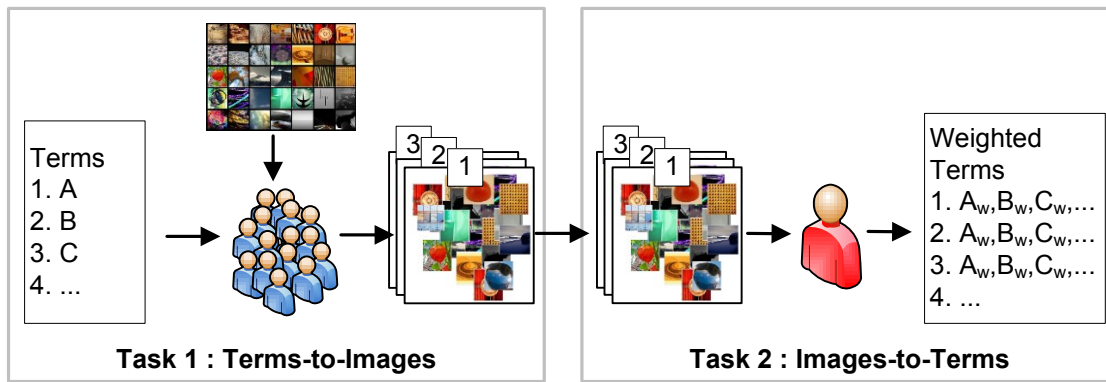 Terms
1. A
2. B
3. C
4. ...
3
2
1
Task 1 : Terms-to-Images
3
2
1
Weighted
Terms
1. Aw,Bw,Cw,...
2. Aw,Bw,Cw,...
3. Aw,Bw,Cw,...
4. ...
Task 2 : Images-to-Terms